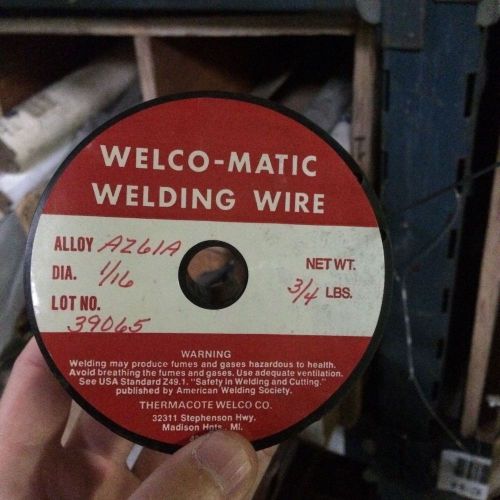 WELCO-MATIC
WELDING WIRE
ALLOY AZ61A
DIA. 1/16
LOT NO. 39065
NET WT.
3/4 LBS.
WARNING
Welding may produce fumes and gases hazardous to health.
Avoid breathing the fumes and gases. Use adequate ventilation.
See USA Standard Z49.1. "Safety in Welding and Cutting."
published by American Welding Society.
THERMACOTE WELCO CO.
32311 Stephenson Hwy.
Madison Hgts. MI.